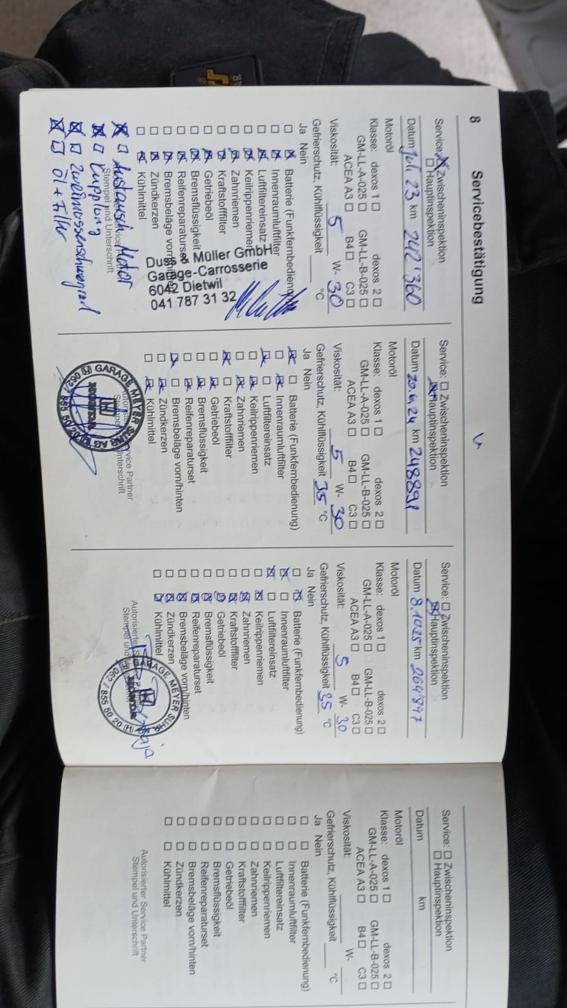 8
Servicebestätigung
Service: ☒ Zwischeninspektion
☐ Hauptinspektion
Datum Juli 23 km 242'360
Motoröl
Klasse: dexos 1 ☐ dexos 2 ☐
GM-LL-A-025 ☐ GM-LL-B-025 ☐
ACEA A3 ☐ B4 ☐ C3 ☐
Viskosität: 5 W- 30
Gefrierschutz, Kühlflüssigkeit °C
Ja Nein
Batterie (Funkfernbedienung)
Innenraumluftfilter
Luftfiltereinsatz
Keilrippenriemen
Zahnriemen
Kraftstofffilter
Getriebeöl
Bremsflüssigkeit
Reifenreparaturset
Bremsbeläge vorn/hinten
Zündkerzen
Kühlmittel
Stempel und Unterschrift
Austausch Motor
Kupplung
Zweimassenschwungrad
Öl + Filter
Duss & Müller GmbH
Garage-Carrosserie
6042 Dietwil
041 787 31 32
Service: ☐ Zwischeninspektion
☒ Hauptinspektion
Datum 20.4.24 km 248891
Motoröl
Klasse: dexos 1 ☐ dexos 2 ☐
GM-LL-A-025 ☐ GM-LL-B-025 ☐
ACEA A3 ☐ B4 ☐ C3 ☐
Viskosität: 5 W- 30
Gefrierschutz, Kühlflüssigkeit 35 °C
Ja Nein
Batterie (Funkfernbedienung)
Innenraumluftfilter
Luftfiltereinsatz
Keilrippenriemen
Zahnriemen
Kraftstofffilter
Getriebeöl
Bremsflüssigkeit
Reifenreparaturset
Bremsbeläge vorn/hinten
Zündkerzen
Kühlmittel
Service Partner
Unterschrift
GARAGE MEYER
Service: ☐ Zwischeninspektion
☒ Hauptinspektion
Datum 8.10.25 km 264'897
Motoröl
Klasse: dexos 1 ☐ dexos 2 ☐
GM-LL-A-025 ☐ GM-LL-B-025 ☐
ACEA A3 ☐ B4 ☐ C3 ☐
Viskosität: 5 W- 30
Gefrierschutz, Kühlflüssigkeit 35 °C
Ja Nein
Batterie (Funkfernbedienung)
Innenraumluftfilter
Luftfiltereinsatz
Keilrippenriemen
Zahnriemen
Kraftstofffilter
Getriebeöl
Bremsflüssigkeit
Reifenreparaturset
Bremsbeläge vorn/hinten
Zündkerzen
Kühlmittel
Stempel
GARAGE MEYER
Service: ☐ Zwischeninspektion
☐ Hauptinspektion
Datum km
Motoröl
Klasse: dexos 1 ☐ dexos 2 ☐
GM-LL-A-025 ☐ GM-LL-B-025 ☐
ACEA A3 ☐ B4 ☐ C3 ☐
Viskosität: W-
Gefrierschutz, Kühlflüssigkeit °C
Ja Nein
Batterie (Funkfernbedienung)
Innenraumluftfilter
Luftfiltereinsatz
Keilrippenriemen
Zahnriemen
Kraftstofffilter
Getriebeöl
Bremsflüssigkeit
Reifenreparaturset
Bremsbeläge vorn/hinten
Zündkerzen
Kühlmittel
Autorisierter Service Partner
Stempel und Unterschrift